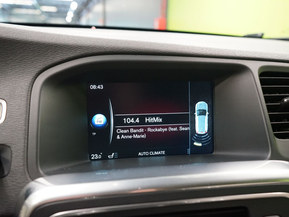 08:43
104.4 HitMix
Clean Bandit - Rockabye (feat. Sean
& Anne-Marie)
23.
AUTO CLIMATE